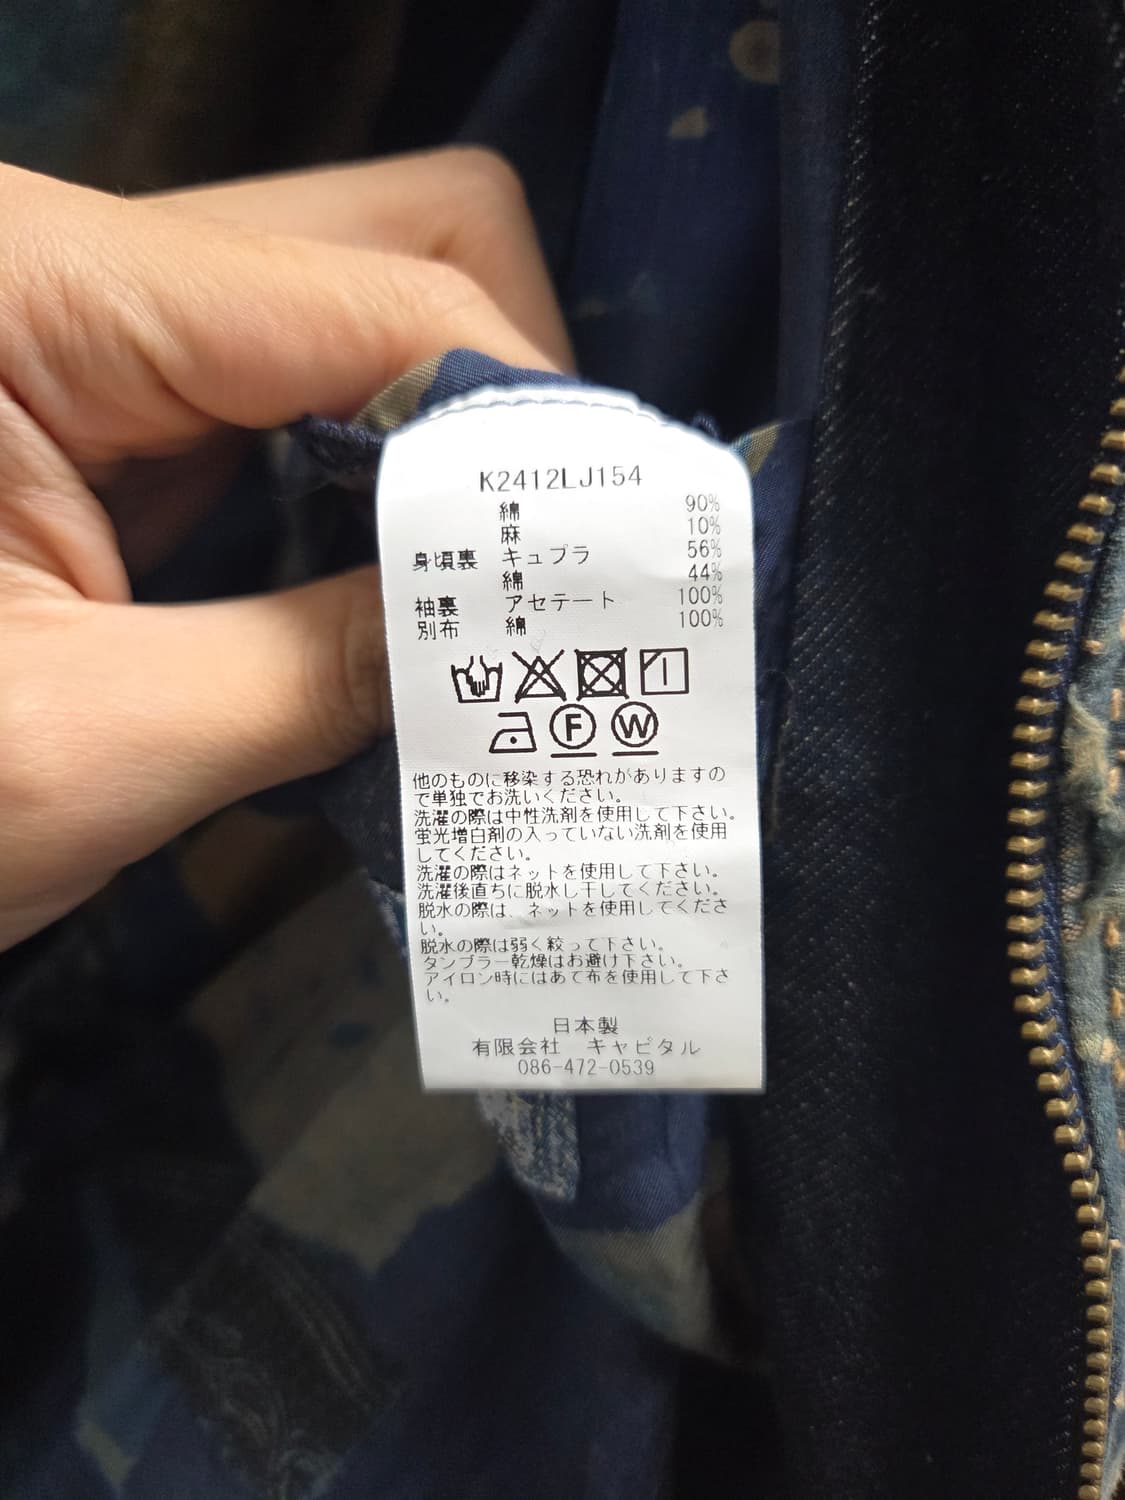 K2412LJ154
綿 90%
麻 10%
身頃裏 キュプラ 56%
綿 44%
袖裏 アセテート 100%
別布 綿 100%
F W
他のものに移染する恐れがありますの
で単独でお洗いください。
洗濯の際は中性洗剤を使用して下さい。
蛍光増白剤の入っていない洗剤を使用
してください。
洗濯の際はネットを使用して下さい。
洗濯後直ちに脱水し干してください。
脱水の際は、ネットを使用してくださ
い。
脱水の際は弱く絞って下さい。
タンブラー乾燥はお避け下さい。
アイロン時にはあて布を使用して下さ
い。
日本製
有限会社 キャピタル
086-472-0539